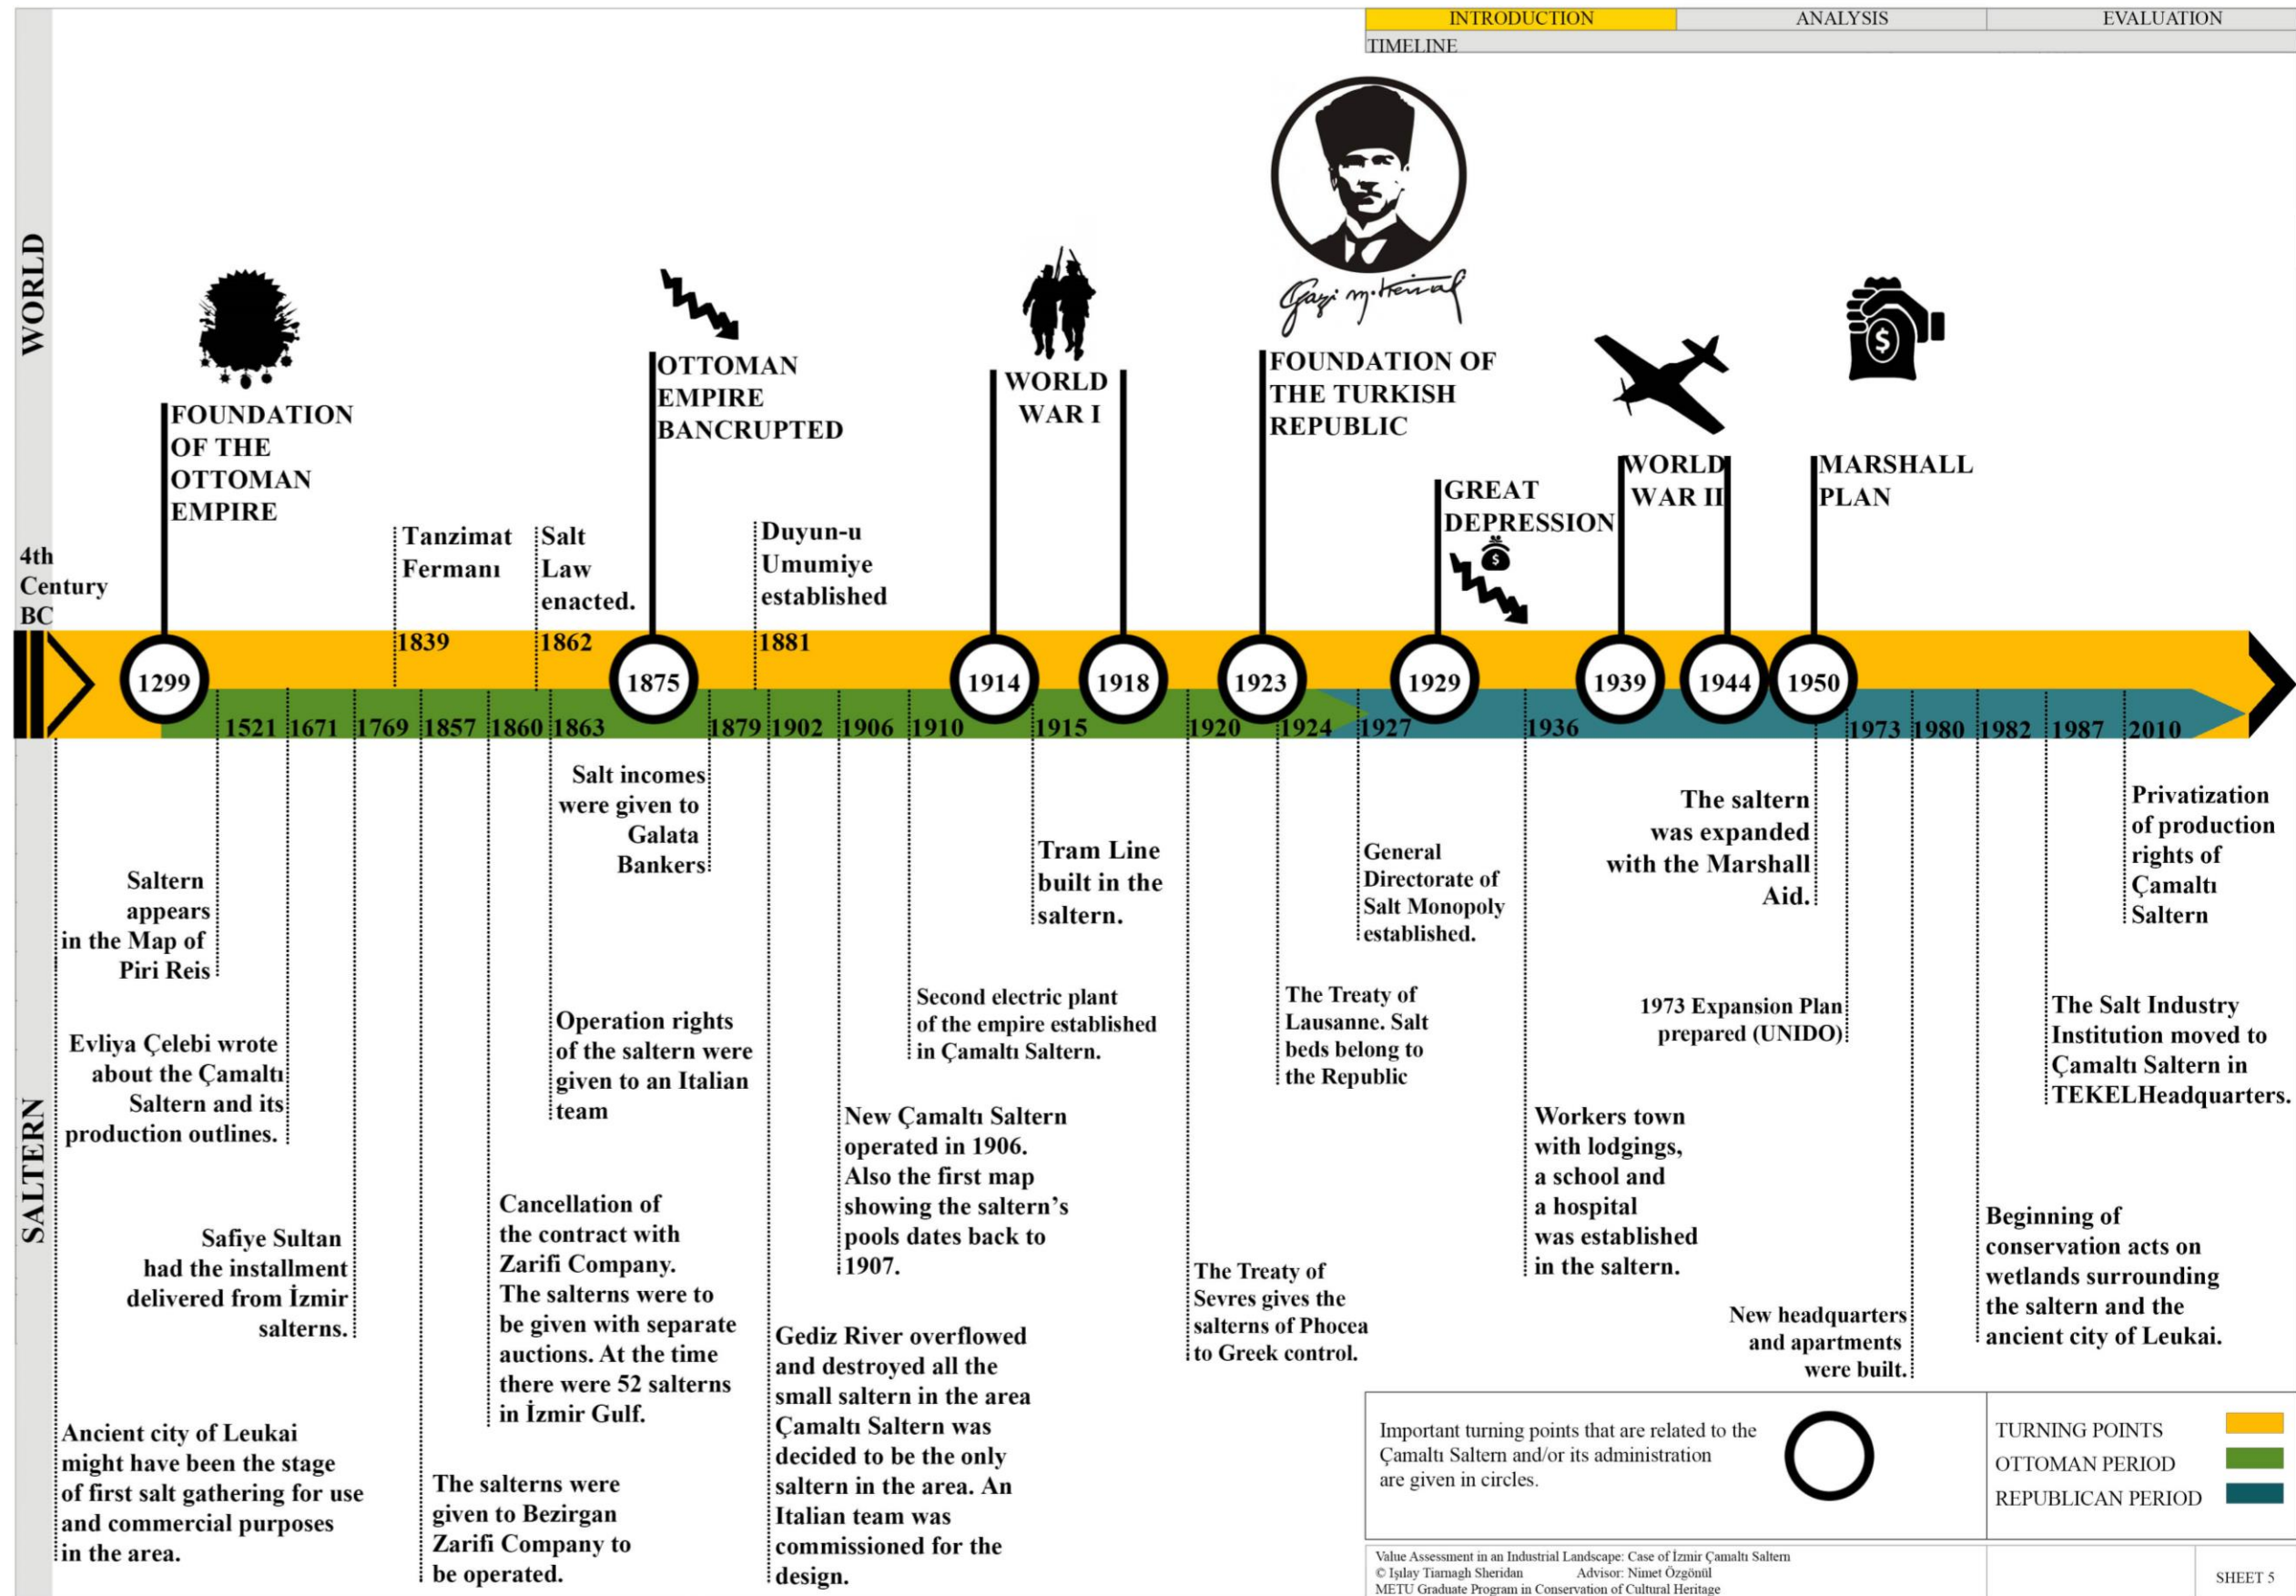 INTRODUCTION
ANALYSIS
EVALUATION
TIMELINE
WORLD
4th
Century
BC
FOUNDATION
OF THE
OTTOMAN
EMPIRE
Tanzimat
Fermanı
Salt
Law
enacted.
OTTOMAN
EMPIRE
BANCRUPTED
Duyun-u
Umumiye
established
WORLD
WAR I
Gazi M. Kemal
FOUNDATION OF
THE TURKISH
REPUBLIC
GREAT
DEPRESSION
$
WORLD
WAR II
$
MARSHALL
PLAN
1839
1862
1881
1299
1875
1914
1918
1923
1929
1939
1944
1950
1521
1671
1769
1857
1860
1863
1879
1902
1906
1910
1915
1920
1924
1927
1936
1973
1980
1982
1987
2010
SALTERN
Ancient city of Leukai
might have been the stage
of first salt gathering for use
and commercial purposes
in the area.
Saltern
appears
in the Map of
Piri Reis
Evliya Çelebi wrote
about the Çamaltı
Saltern and its
production outlines.
Safiye Sultan
had the installment
delivered from İzmir
salterns.
The salterns were
given to Bezirgan
Zarifi Company to
be operated.
Cancellation of
the contract with
Zarifi Company.
The salterns were to
be given with separate
auctions. At the time
there were 52 salterns
in İzmir Gulf.
Operation rights
of the saltern were
given to an Italian
team
Salt incomes
were given to
Galata
Bankers
Gediz River overflowed
and destroyed all the
small saltern in the area
Çamaltı Saltern was
decided to be the only
saltern in the area. An
Italian team was
commissioned for the
design.
New Çamaltı Saltern
operated in 1906.
Also the first map
showing the saltern’s
pools dates back to
1907.
Second electric plant
of the empire established
in Çamaltı Saltern.
Tram Line
built in the
saltern.
The Treaty of
Sevres gives the
salterns of Phocea
to Greek control.
The Treaty of
Lausanne. Salt
beds belong to
the Republic
General
Directorate of
Salt Monopoly
established.
Workers town
with lodgings,
a school and
a hospital
was established
in the saltern.
The saltern
was expanded
with the Marshall
Aid.
1973 Expansion Plan
prepared (UNIDO)
New headquarters
and apartments
were built.
Beginning of
conservation acts on
wetlands surrounding
the saltern and the
ancient city of Leukai.
The Salt Industry
Institution moved to
Çamaltı Saltern in
TEKELHeadquarters.
Privatization
of production
rights of
Çamaltı
Saltern
Important turning points that are related to the
Çamaltı Saltern and/or its administration
are given in circles.
TURNING POINTS
OTTOMAN PERIOD
REPUBLICAN PERIOD
Value Assessment in an Industrial Landscape: Case of İzmir Çamaltı Saltern
© Işılay Tiarnagh Sheridan Advisor: Nimet Özgönül
METU Graduate Program in Conservation of Cultural Heritage
SHEET 5